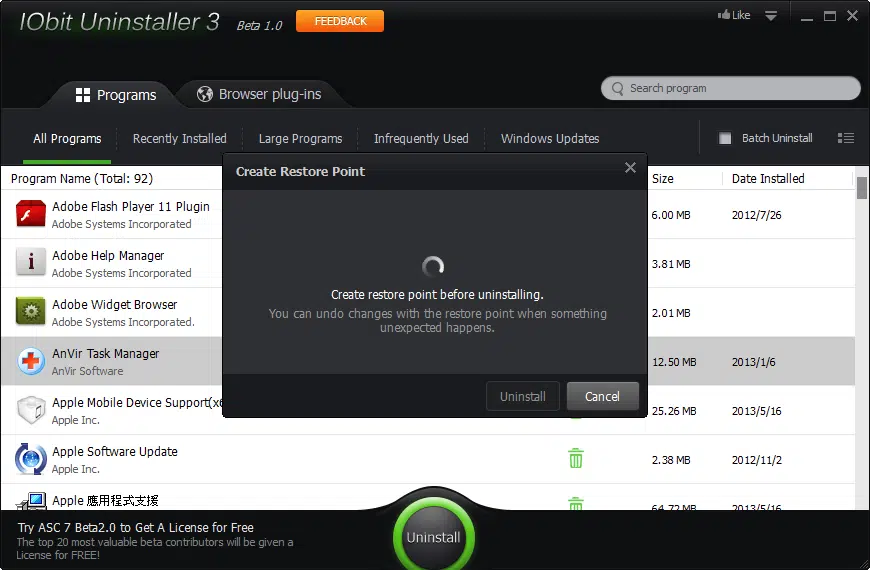 IObit Uninstaller 3 Beta 1.0 FEEDBACK Like
Programs Browser plug-ins Search program
All Programs Recently Installed Large Programs Infrequently Used Windows Updates Batch Uninstall
Program Name (Total: 92) Size Date Installed
Create Restore Point
Adobe Flash Player 11 Plugin
Adobe Systems Incorporated
6.00 MB 2012/7/26
Adobe Help Manager
Adobe Systems Incorporated
3.81 MB
Adobe Widget Browser
Adobe Systems Incorporated.
2.01 MB
Create restore point before uninstalling.
You can undo changes with the restore point when something
unexpected happens.
AnVir Task Manager
AnVir Software
12.50 MB 2013/1/6
Uninstall Cancel
Apple Mobile Device Support(x6
Apple Inc.
25.26 MB 2013/5/16
Apple Software Update
Apple Inc.
2.38 MB 2012/11/2
Apple 應用程式支援
64.72 MB 2013/5/16
Try ASC 7 Beta2.0 to Get A License for Free
The top 20 most valuable beta contributors will be given a
License for FREE!
Uninstall